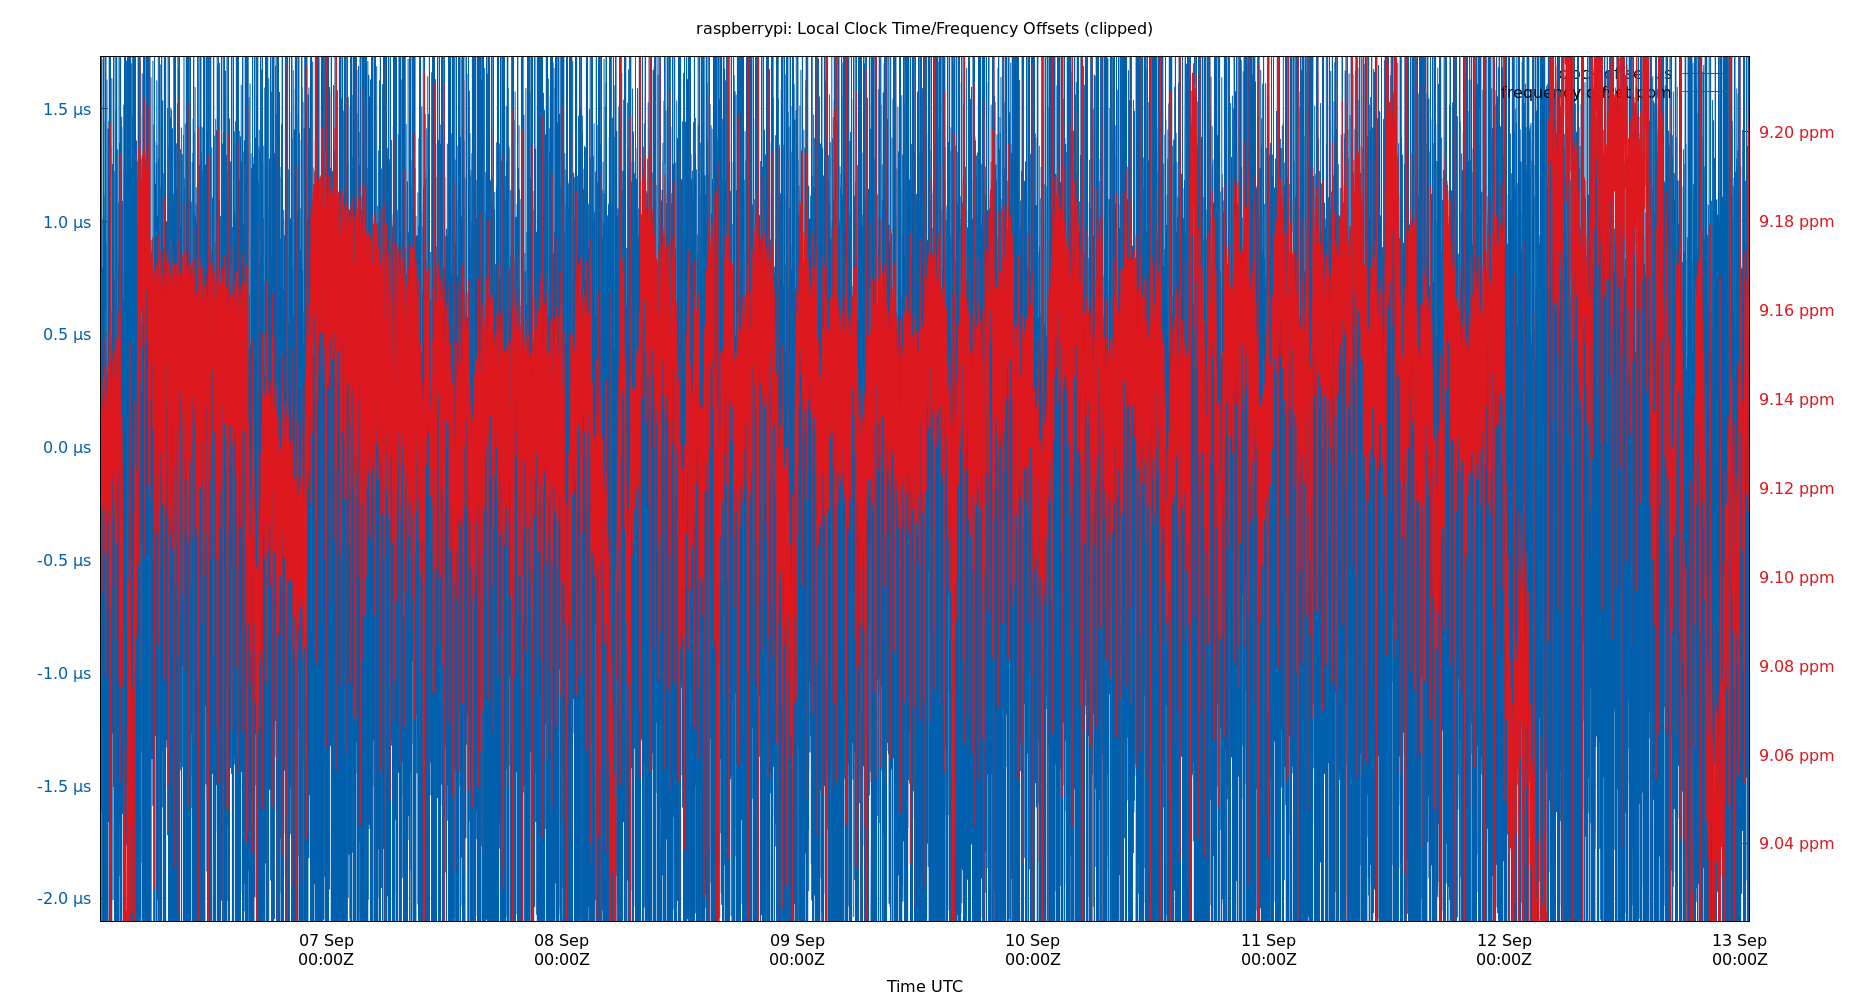 raspberrypi: Local Clock Time/Frequency Offsets (clipped)
frequency offset ppm
1.5 µs
1.0 µs
0.5 µs
0.0 µs
-0.5 µs
-1.0 µs
-1.5 µs
-2.0 µs
9.20 ppm
9.18 ppm
9.16 ppm
9.14 ppm
9.12 ppm
9.10 ppm
9.08 ppm
9.06 ppm
9.04 ppm
07 Sep
00:00Z
08 Sep
00:00Z
09 Sep
00:00Z
10 Sep
00:00Z
11 Sep
00:00Z
12 Sep
00:00Z
13 Sep
00:00Z
Time UTC